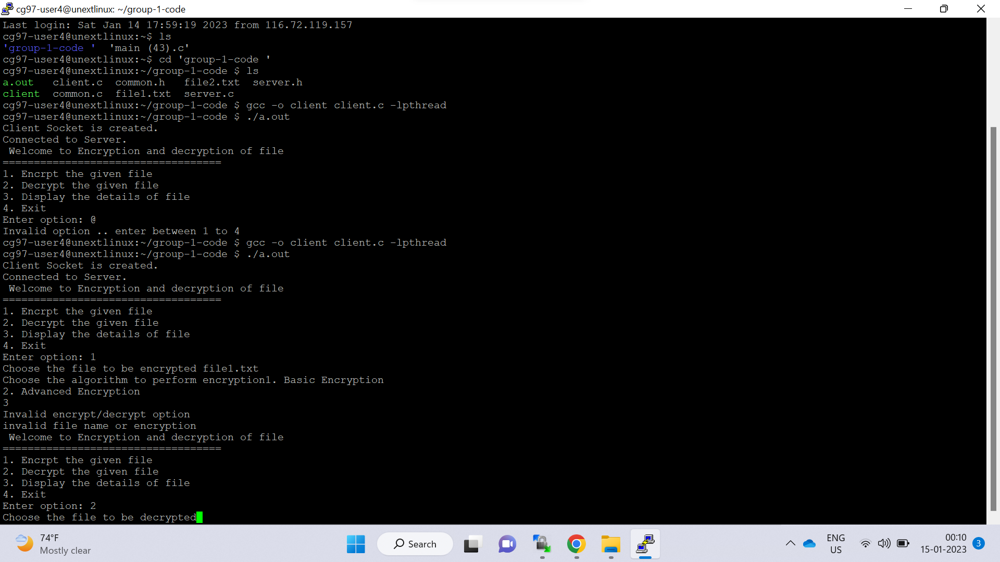 cg97-user4@unextlinux: ~/group-1-code
Last login: Sat Jan 14 17:59:19 2023 from 116.72.119.157
cg97-user4@unextlinux:~$ ls
'group-1-code '  'main (43).c'
cg97-user4@unextlinux:~$ cd 'group-1-code '
cg97-user4@unextlinux:~/group-1-code $ ls
a.out   client.c  common.h   file2.txt  server.h
client  common.c  file1.txt  server.c
cg97-user4@unextlinux:~/group-1-code $ gcc -o client client.c -lpthread
cg97-user4@unextlinux:~/group-1-code $ ./a.out
Client Socket is created.
Connected to Server.
 Welcome to Encryption and decryption of file
===================================
1. Encrpt the given file
2. Decrypt the given file
3. Display the details of file
4. Exit
Enter option: @
Invalid option .. enter between 1 to 4
cg97-user4@unextlinux:~/group-1-code $ gcc -o client client.c -lpthread
cg97-user4@unextlinux:~/group-1-code $ ./a.out
Client Socket is created.
Connected to Server.
 Welcome to Encryption and decryption of file
===================================
1. Encrpt the given file
2. Decrypt the given file
3. Display the details of file
4. Exit
Enter option: 1
Choose the file to be encrypted file1.txt
Choose the algorithm to perform encryption1. Basic Encryption
2. Advanced Encryption
3
Invalid encrypt/decrypt option
invalid file name or encryption
 Welcome to Encryption and decryption of file
===================================
1. Encrpt the given file
2. Decrypt the given file
3. Display the details of file
4. Exit
Enter option: 2
Choose the file to be decrypted
74°F
Mostly clear
Search
ENG
US
00:10
15-01-2023
3